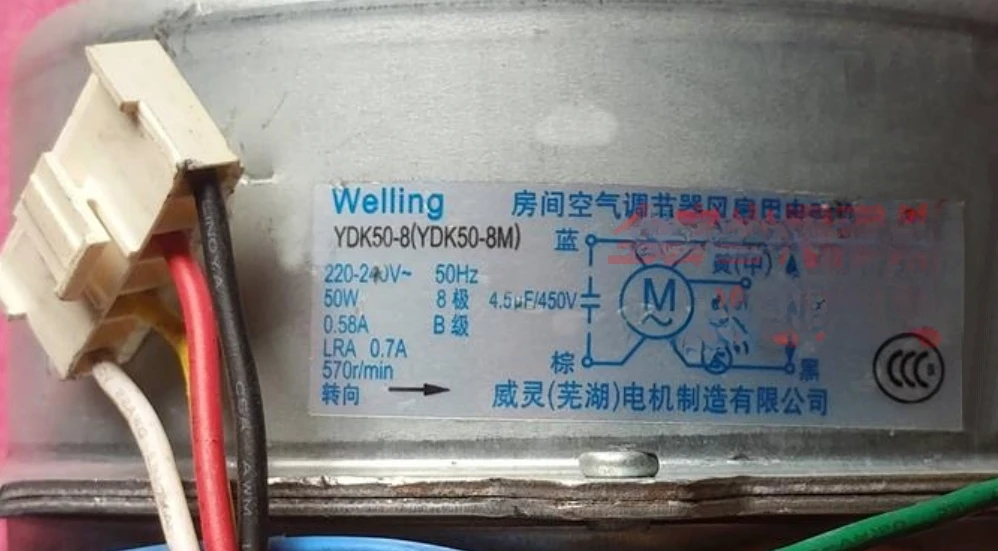 Welling
房间空气调节器风扇用电动机
YDK50-8(YDK50-8M)
220-240V~ 50Hz
50W 8 极
0.58A B 级
LRA 0.7A
570r/min
转向
蓝
4.5µF/450V
M
~
棕
黄(中)
黑
威灵(芜湖)电机制造有限公司
CCC